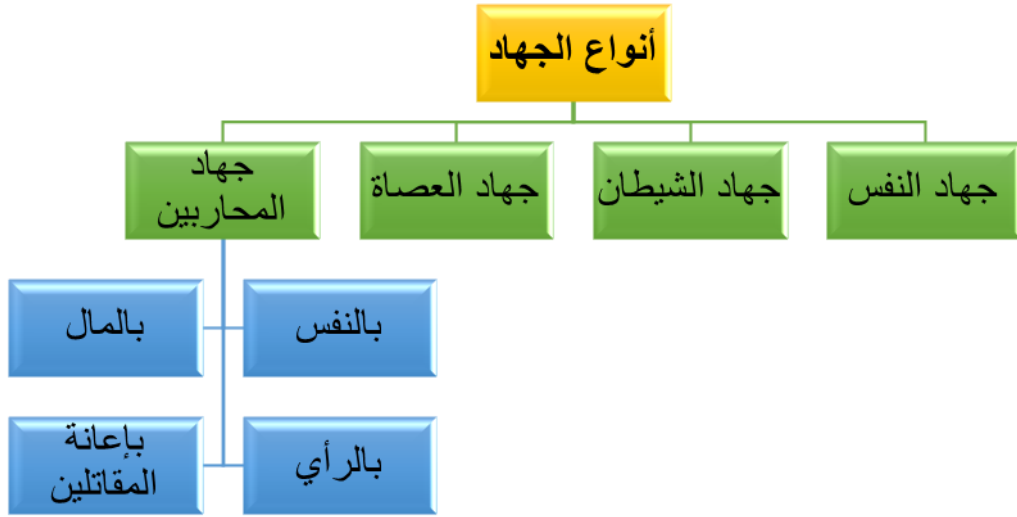 أنواع الجهاد
جهاد النفس
جهاد الشيطان
جهاد العصاة
جهاد
المحاربين
بالنفس
بالمال
بالرأي
بإعانة
المقاتلين